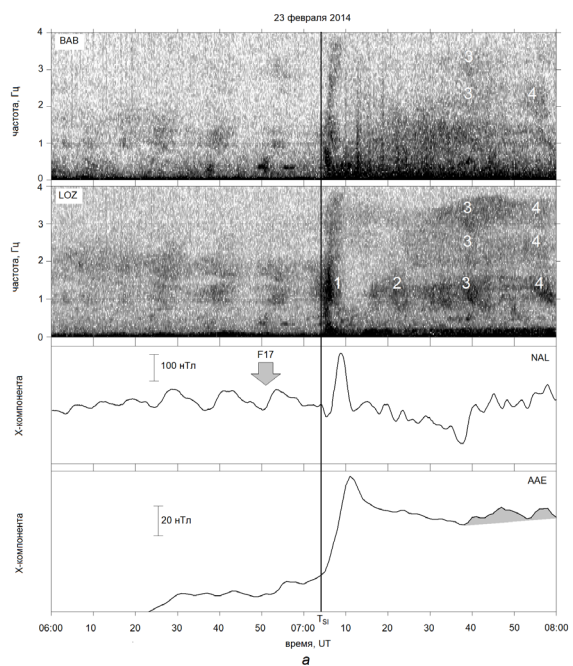 23 февраля 2014
4
BAB
3
3
частота, Гц
2
3
4
1
0
4
LOZ
3
3
4
частота, Гц
2
3
4
1
1
2
3
4
0
F17
100 нТл
NAL
X-компонента
AAE
20 нТл
X-компонента
TSI
06:00 10 20 30 40 50 07:00 10 20 30 40 50 08:00
время, UT
а